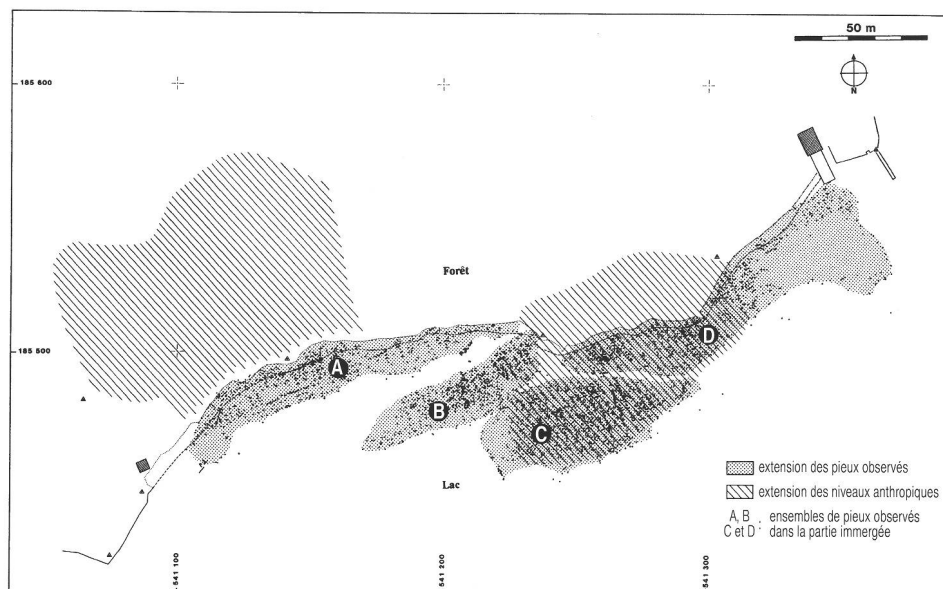 50 m
185 600
N
Forêt
D
185 500
A
B
C
extension des pieux observés
Lac
extension des niveaux anthropiques
A, B . ensembles de pieux observés
C et D : dans la partie immergée
541 100
541 200
541 300